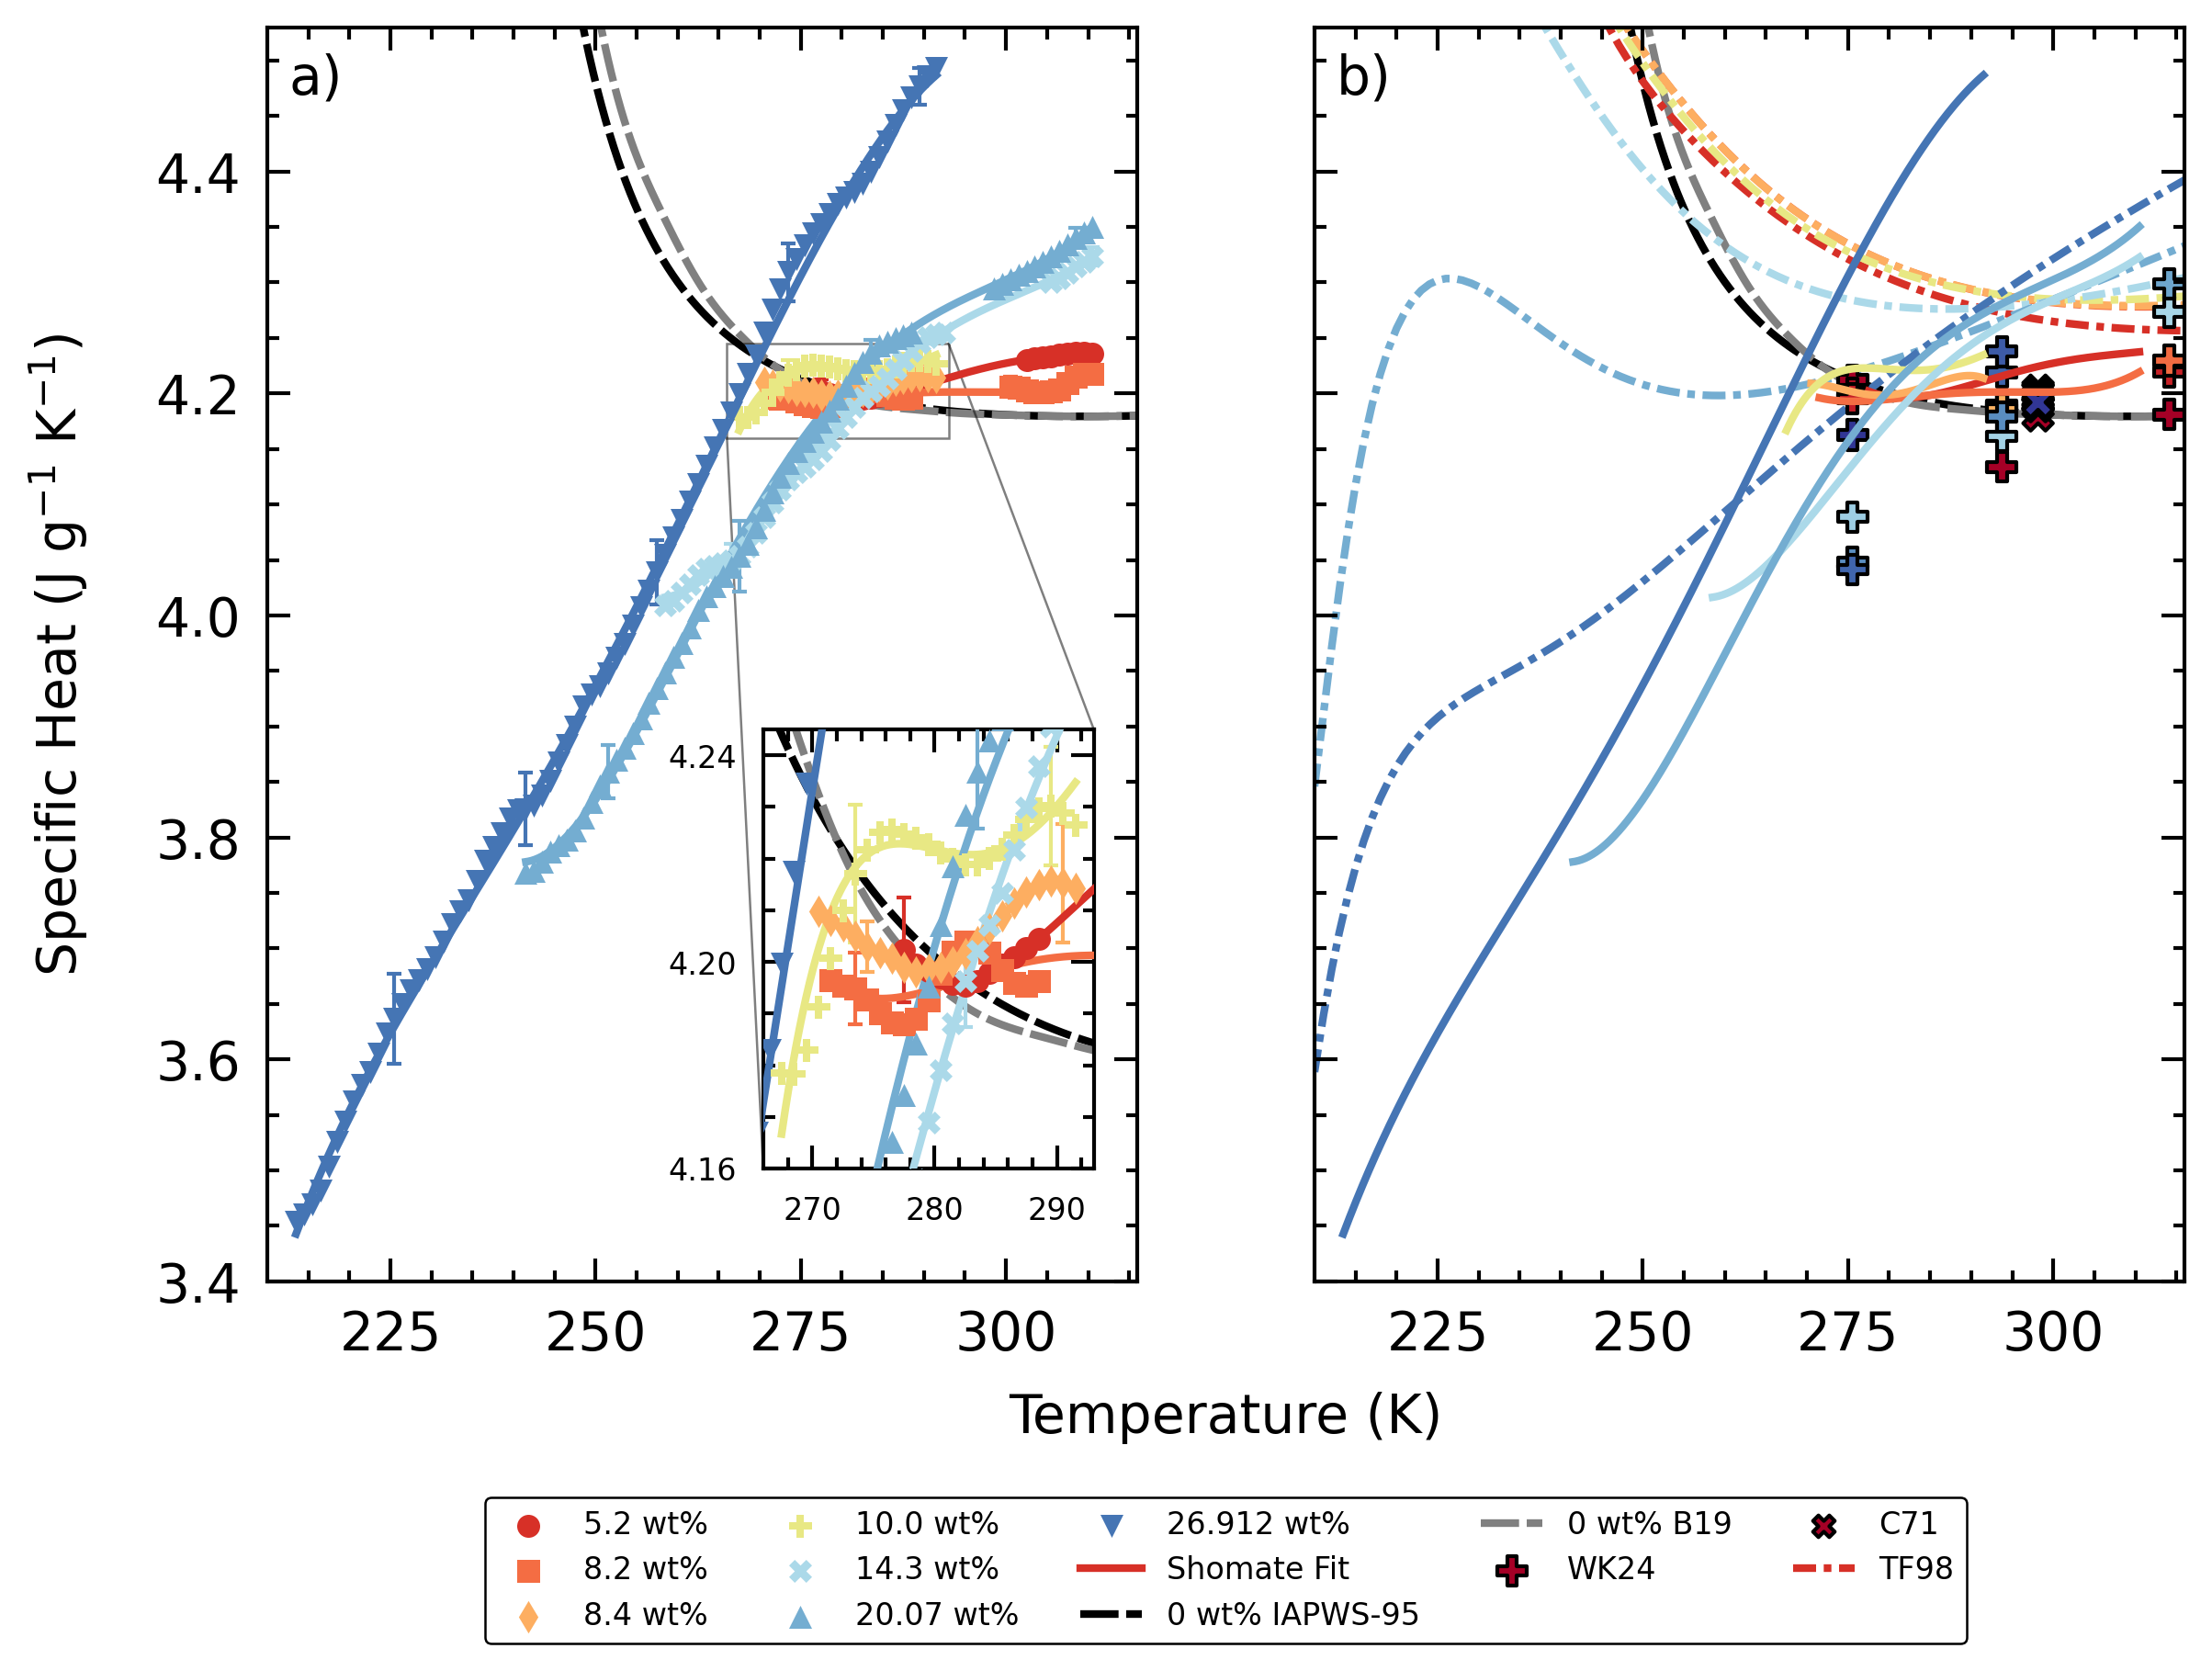 a)
b)
4.4
4.2
4.0
3.8
3.6
3.4
Specific Heat (J g⁻¹ K⁻¹)
4.24
4.20
4.16
270 280 290
225 250 275 300
225 250 275 300
Temperature (K)
5.2 wt%
8.2 wt%
8.4 wt%
10.0 wt%
14.3 wt%
20.07 wt%
26.912 wt%
Shomate Fit
0 wt% IAPWS-95
0 wt% B19
WK24
C71
TF98